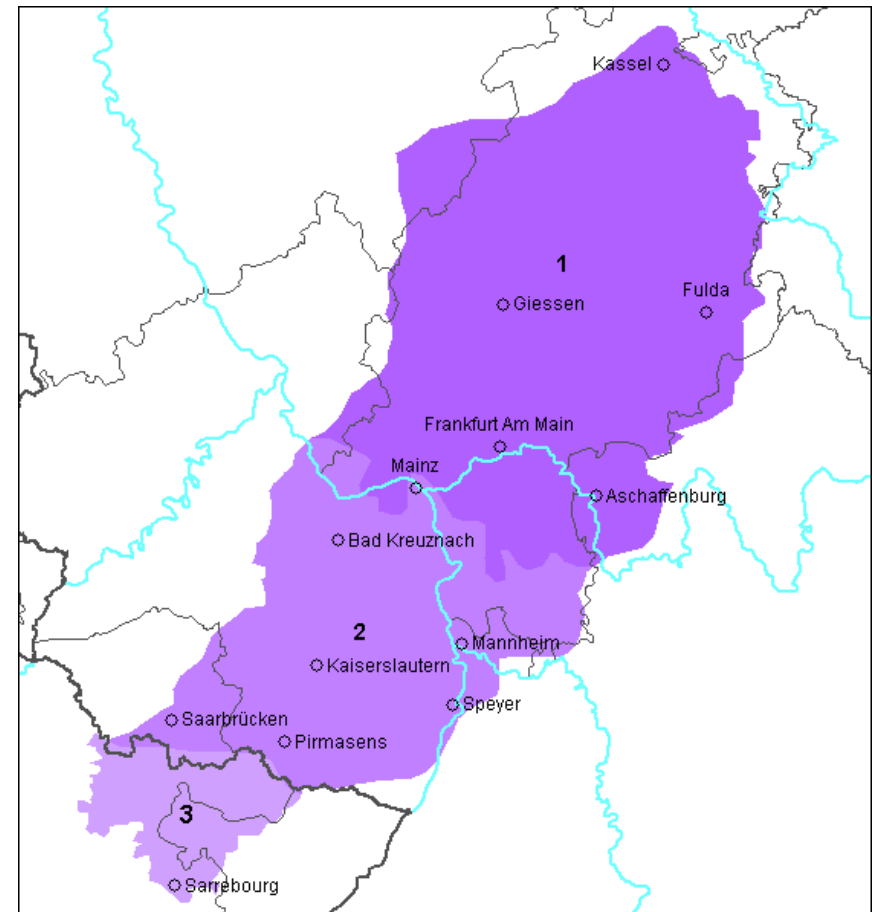 Kassel
1
Giessen
Fulda
Frankfurt Am Main
Mainz
Aschaffenburg
Bad Kreuznach
2
Mannheim
Kaiserslautern
Speyer
Saarbrücken
Pirmasens
3
Sarrebourg